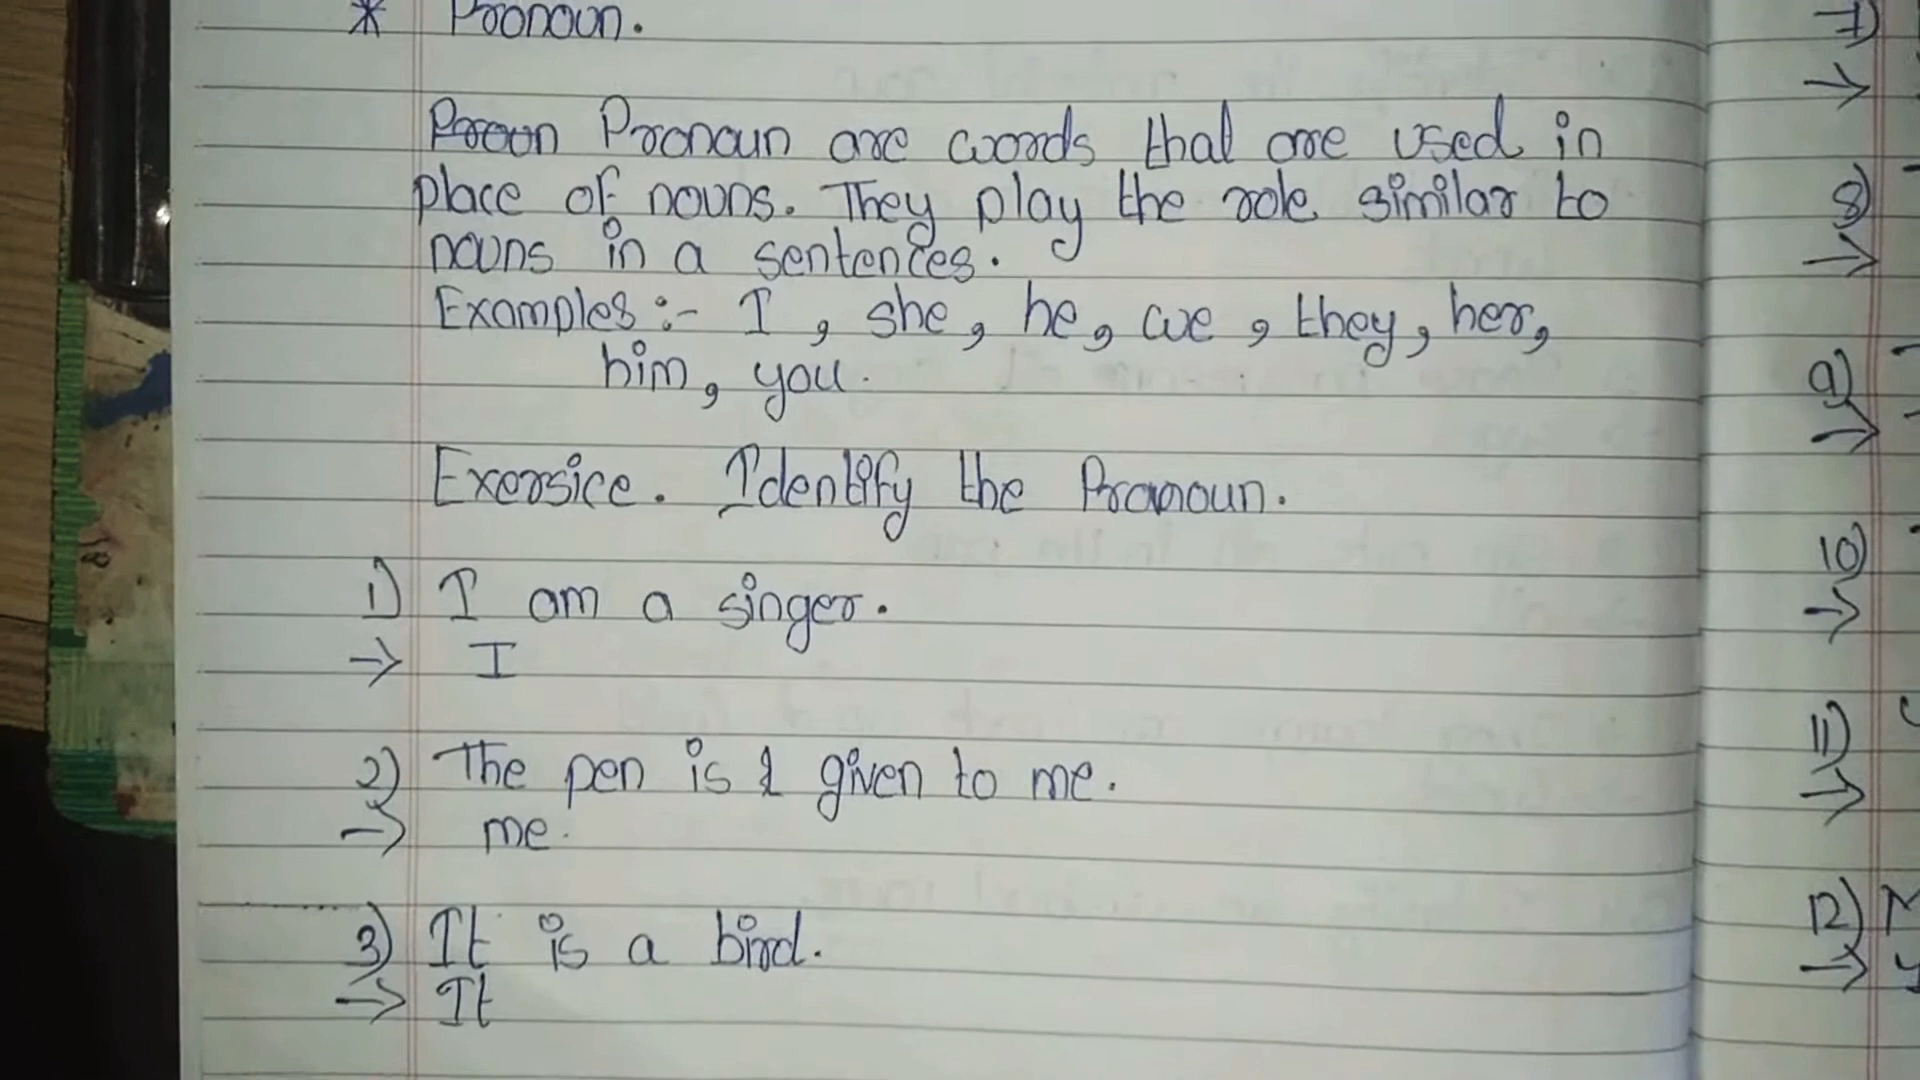 * Pronoun.
Pronoun are words that are used in
place of nouns. They play the role similar to
nouns in a sentences.
Examples :- I, she, he, we, they, her,
him, you.
Exersice. Identify the Pronoun.
1) I am a singer.
→ I
2) The pen is given to me.
→ me.
3) It is a bird.
→ It
7)
→
8)
→
9)
→
10)
→
11)
→
12)
→